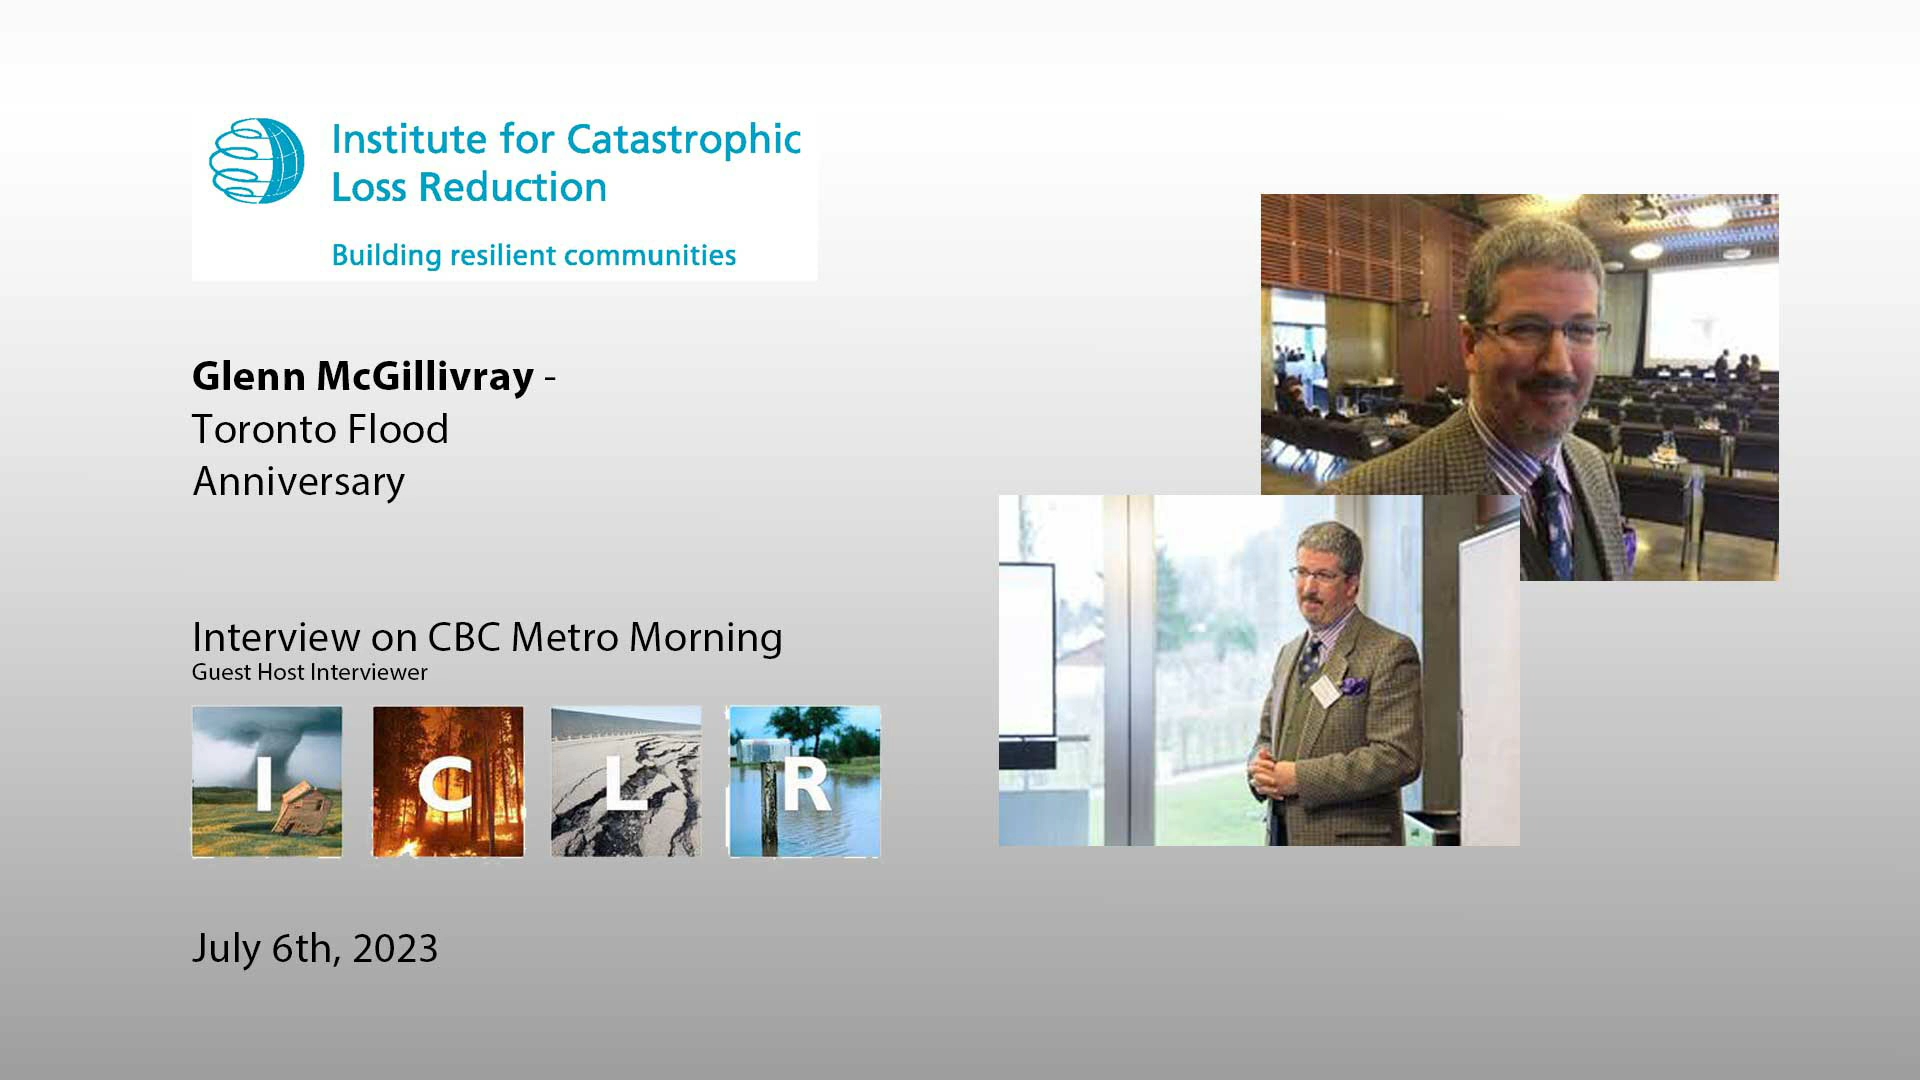 Institute for Catastrophic
Loss Reduction
Building resilient communities
Glenn McGillivray -
Toronto Flood
Anniversary
Interview on CBC Metro Morning
Guest Host Interviewer
I C L R
July 6th, 2023